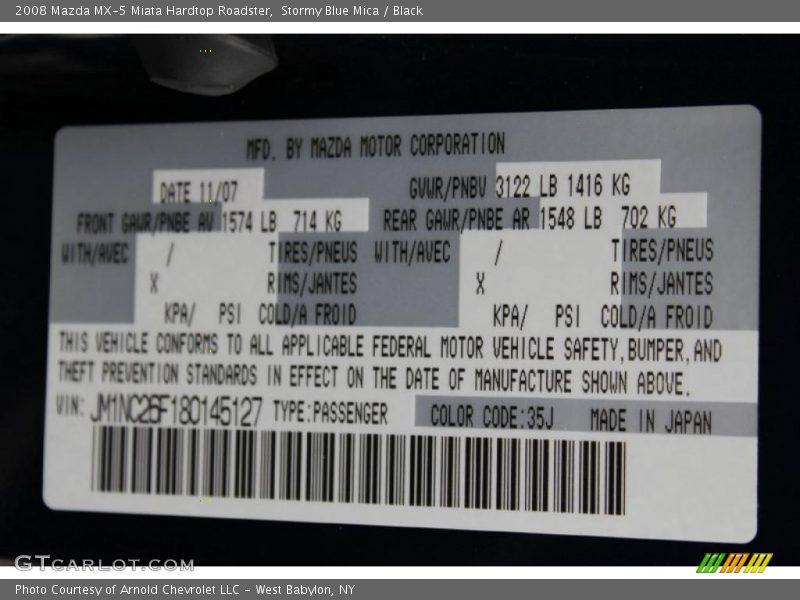 2008 Mazda MX-5 Miata Hardtop Roadster, Stormy Blue Mica / Black
MFD. BY MAZDA MOTOR CORPORATION
DATE 11/07 GVWR/PNBV 3122 LB 1416 KG
FRONT GAWR/PNBE AV 1574 LB 714 KG REAR GAWR/PNBE AR 1548 LB 702 KG
WITH/AVEC / TIRES/PNEUS WITH/AVEC / TIRES/PNEUS
X RIMS/JANTES X RIMS/JANTES
KPA/ PSI COLD/A FROID KPA/ PSI COLD/A FROID
THIS VEHICLE CONFORMS TO ALL APPLICABLE FEDERAL MOTOR VEHICLE SAFETY, BUMPER, AND
THEFT PREVENTION STANDARDS IN EFFECT ON THE DATE OF MANUFACTURE SHOWN ABOVE.
VIN: JM1NC26F180145127 TYPE: PASSENGER COLOR CODE: 35J MADE IN JAPAN
GTCARLOT.COM
Photo Courtesy of Arnold Chevrolet LLC - West Babylon, NY